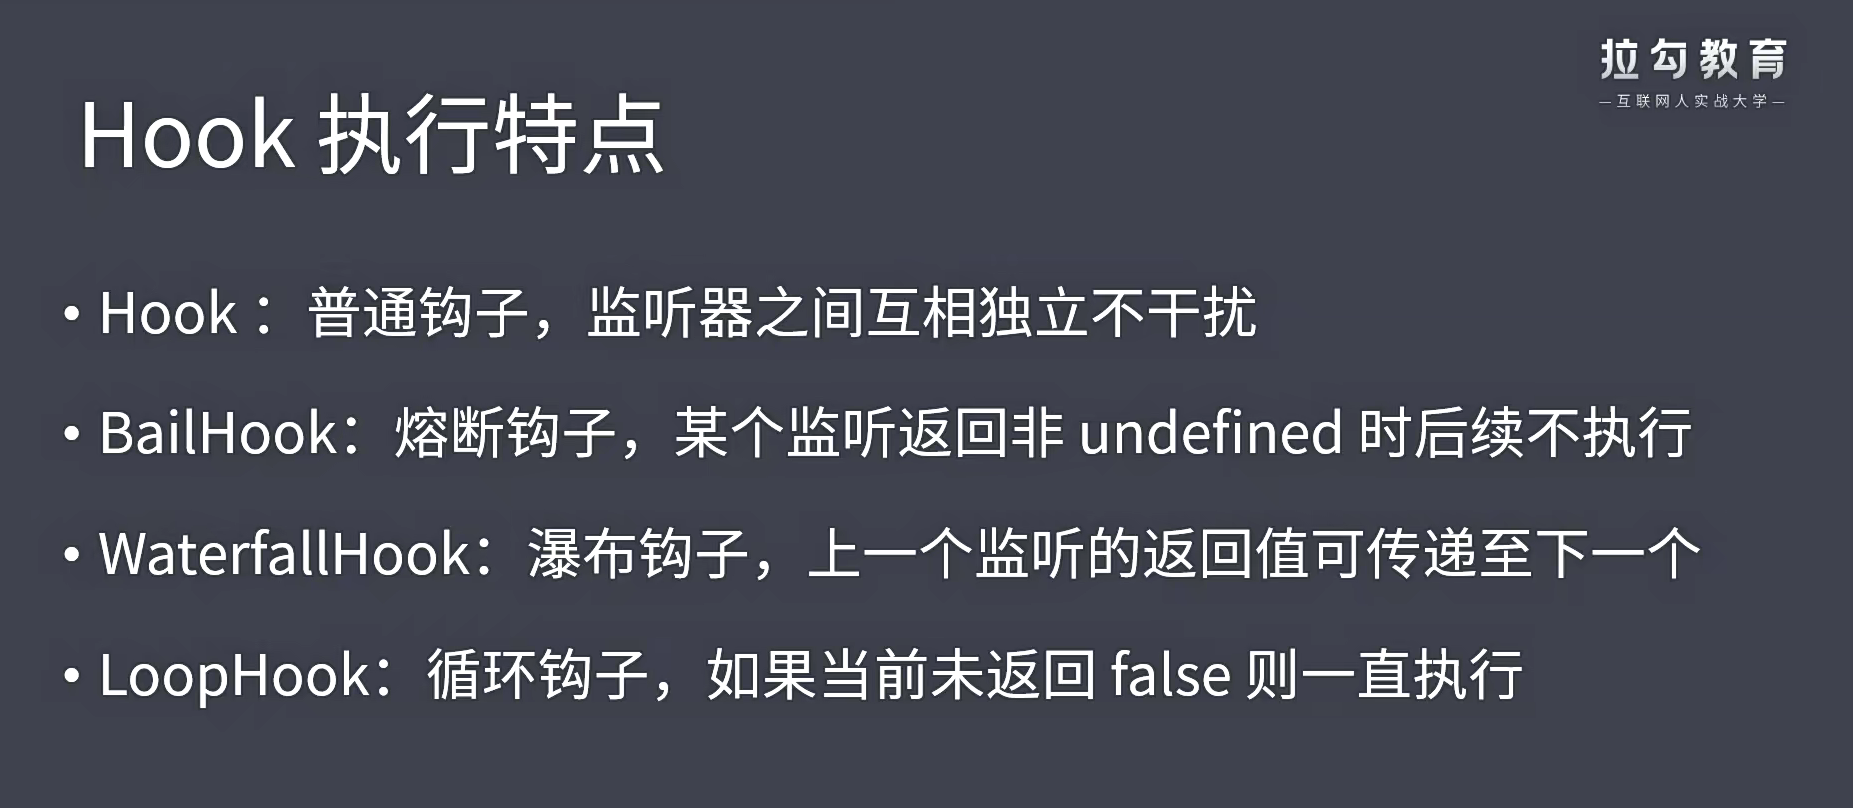 拉勾教育
—互联网人实战大学—
Hook 执行特点
• Hook ：普通钩子，监听器之间互相独立不干扰
• BailHook：熔断钩子，某个监听返回非 undefined 时后续不执行
• WaterfallHook：瀑布钩子，上一个监听的返回值可传递至下一个
• LoopHook：循环钩子，如果当前未返回 false 则一直执行